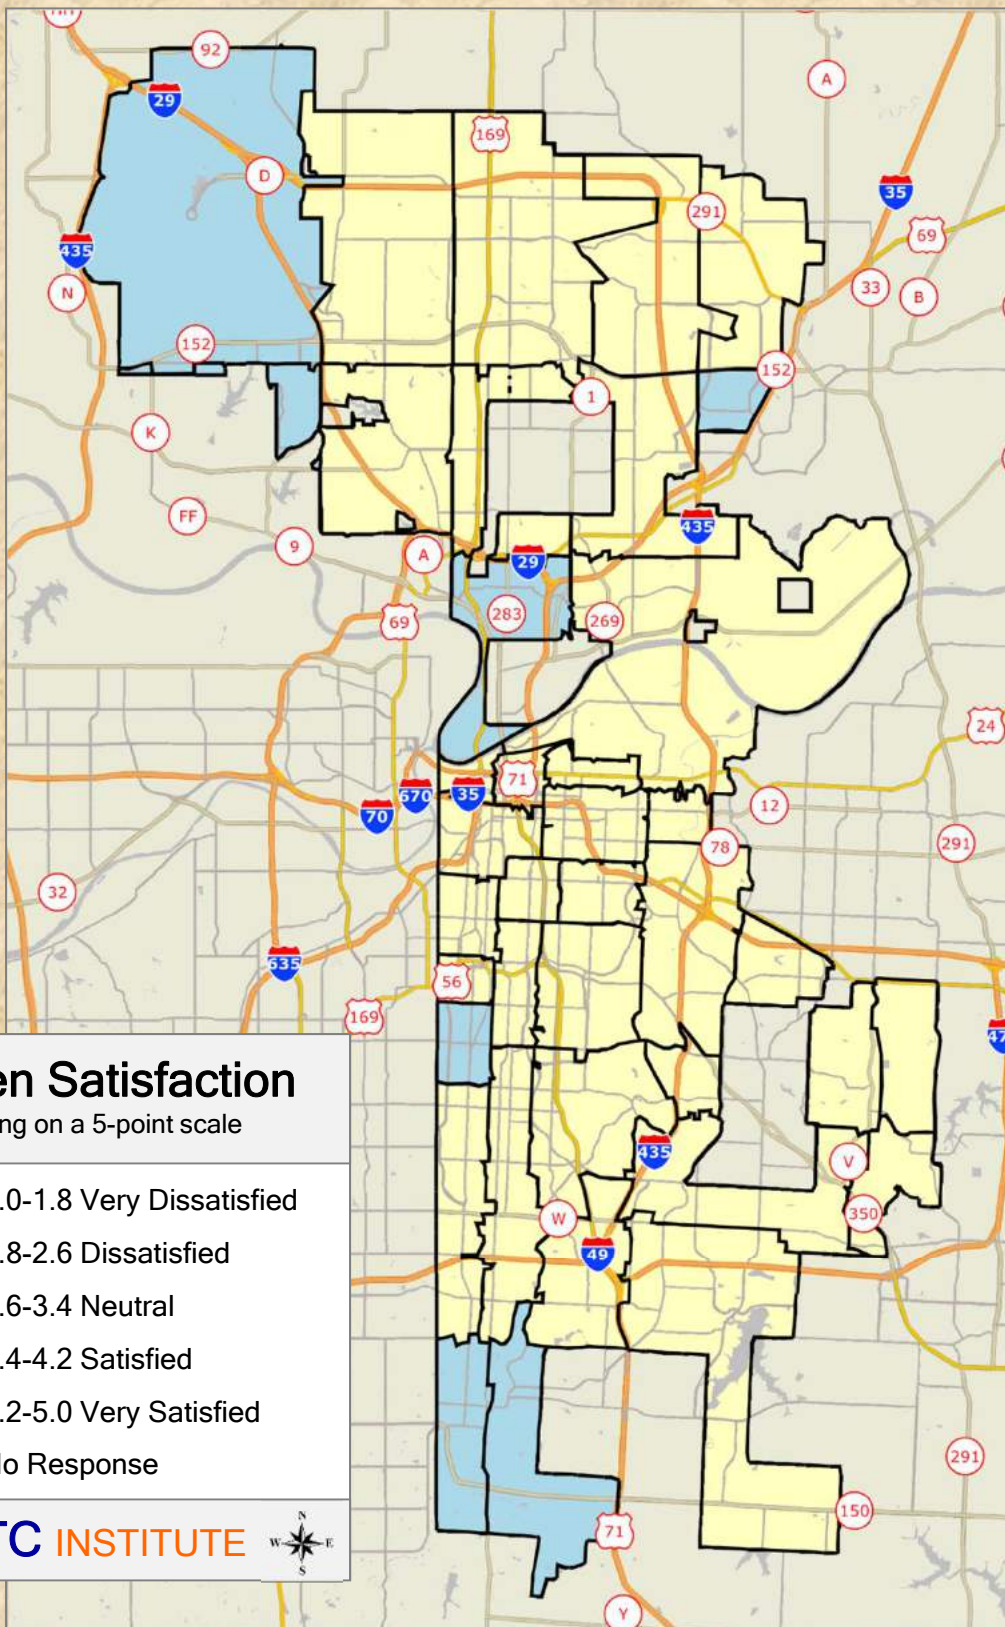 92
A
29
169
D
35
291
69
435
N
33
B
152
152
1
K
FF
9
A
435
29
283
269
69
24
71
670
35
70
12
78
291
32
635
56
169
47
en Satisfaction
ng on a 5-point scale
.0-1.8 Very Dissatisfied
.8-2.6 Dissatisfied
.6-3.4 Neutral
.4-4.2 Satisfied
.2-5.0 Very Satisfied
No Response
TC INSTITUTE
N
W
E
S
435
V
350
W
49
291
150
71
Y